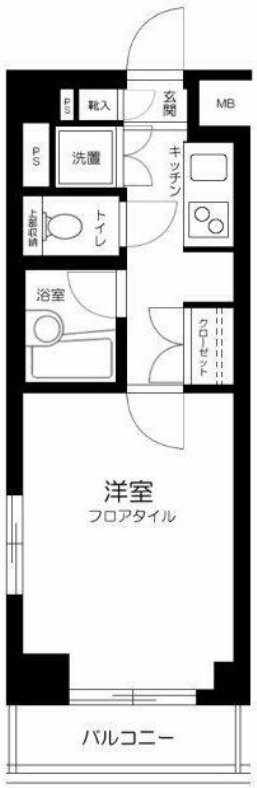 PS
靴入
玄関
MB
PS
洗置
キッチン
上部収納
トイレ
浴室
クローゼット
洋室
フロアタイル
バルコニー